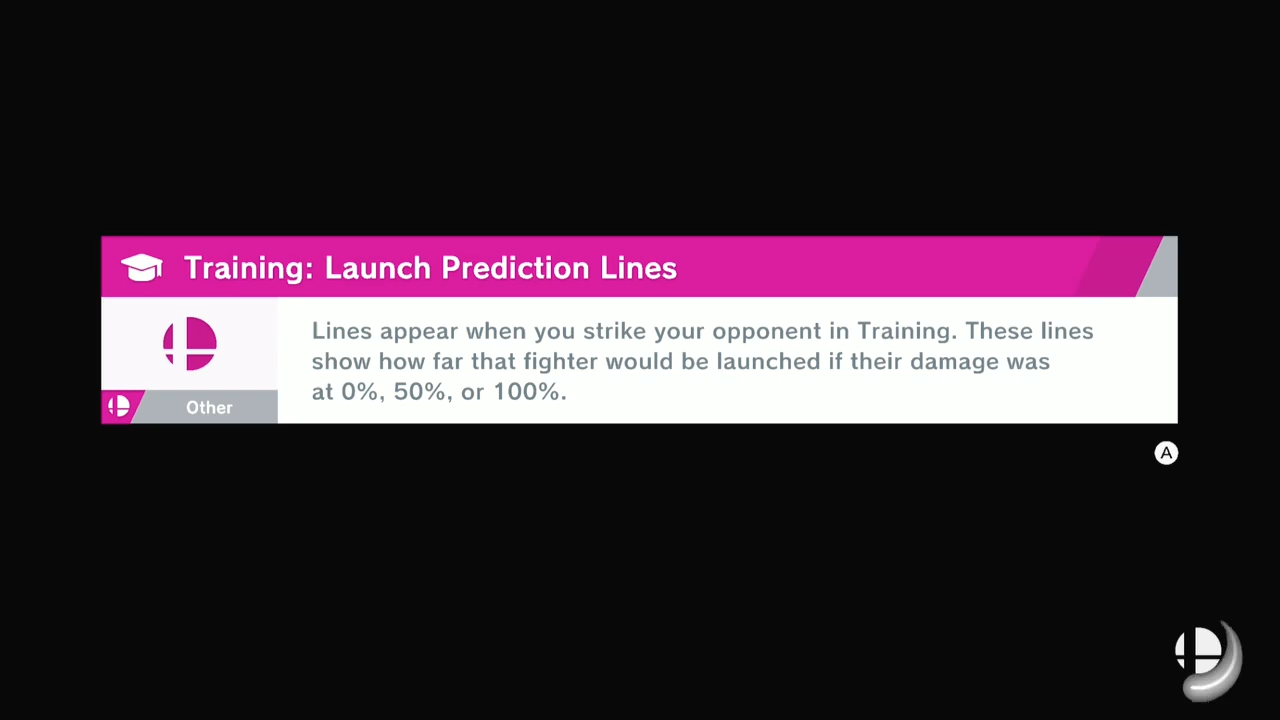 Training: Launch Prediction Lines
Lines appear when you strike your opponent in Training. These lines
show how far that fighter would be launched if their damage was
at 0%, 50%, or 100%.
Other
A